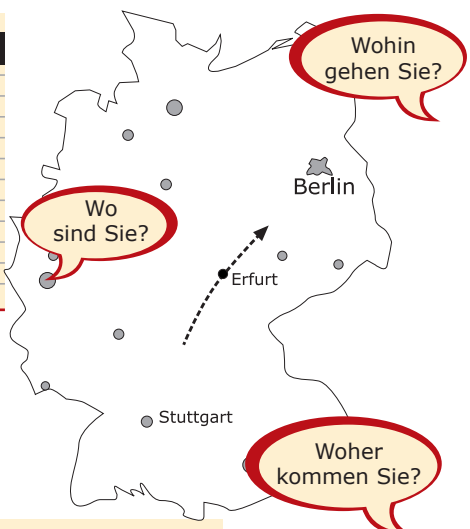 Wohin
gehen Sie?
Berlin
Wo
sind Sie?
Erfurt
Stuttgart
Woher
kommen Sie?